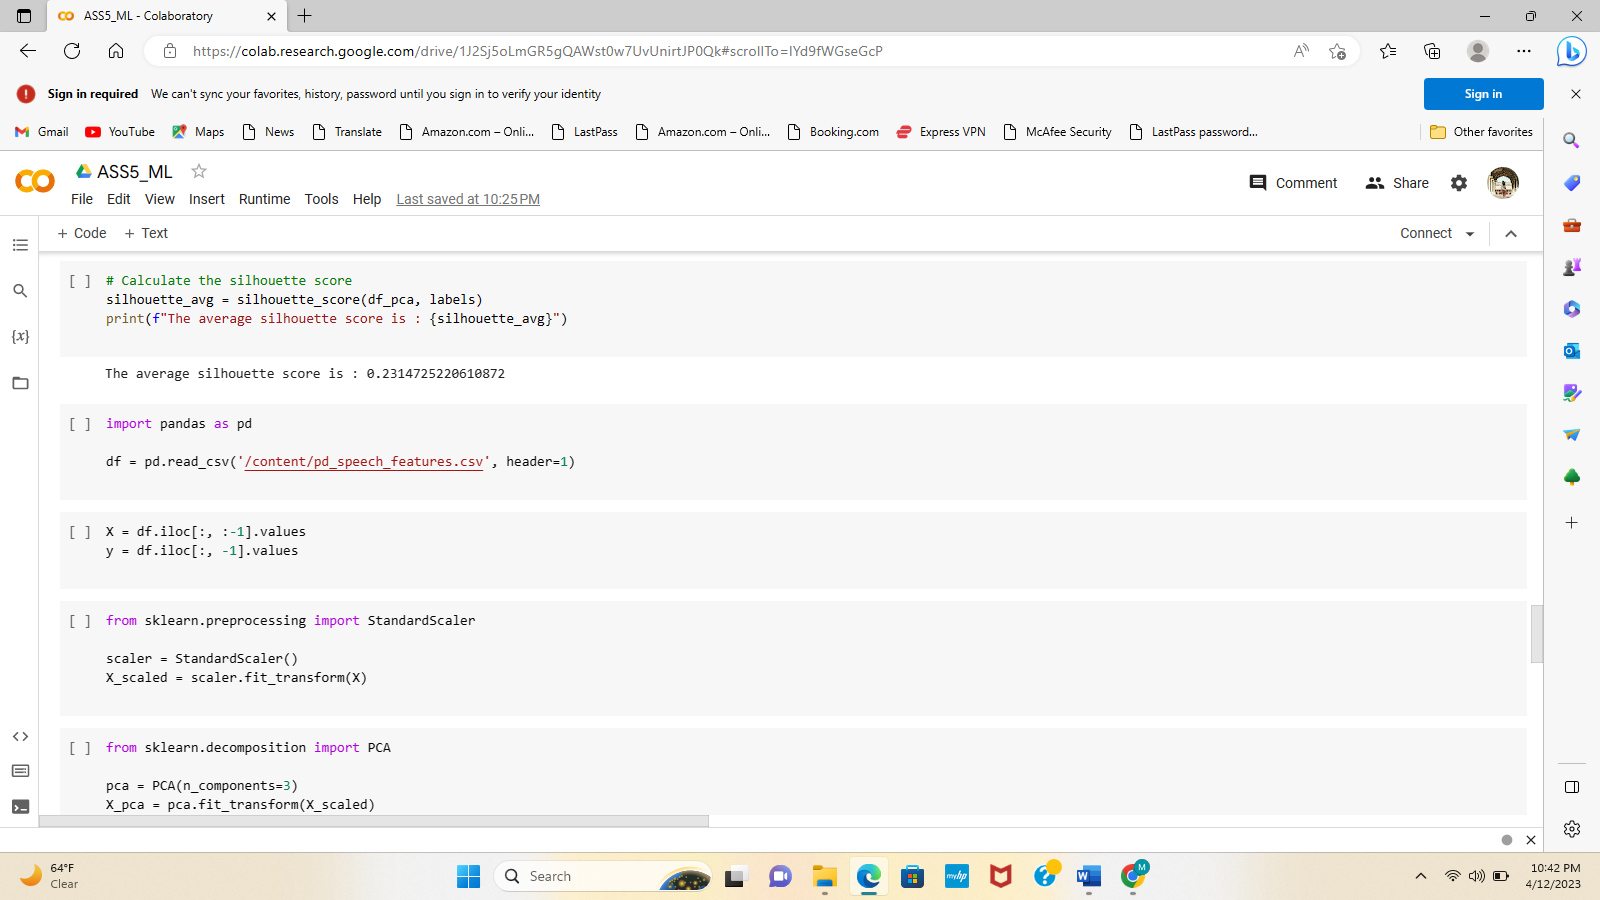 ASS5_ML - Colaboratory
https://colab.research.google.com/drive/1J2Sj5oLmGR5gQAWst0w7UvUnirtJP0Qk#scrollTo=IYd9fWGseGcP
Sign in required We can't sync your favorites, history, password until you sign in to verify your identity
Sign in
Gmail YouTube Maps News Translate Amazon.com – Onli... LastPass Amazon.com – Onli... Booking.com Express VPN McAfee Security LastPass password... Other favorites
ASS5_ML
Comment Share
File Edit View Insert Runtime Tools Help Last saved at 10:25 PM
+ Code + Text Connect
[ ] # Calculate the silhouette score
silhouette_avg = silhouette_score(df_pca, labels)
print(f"The average silhouette score is : {silhouette_avg}")
The average silhouette score is : 0.2314725220610872
[ ] import pandas as pd
df = pd.read_csv('/content/pd_speech_features.csv', header=1)
[ ] X = df.iloc[:, :-1].values
y = df.iloc[:, -1].values
[ ] from sklearn.preprocessing import StandardScaler
scaler = StandardScaler()
X_scaled = scaler.fit_transform(X)
[ ] from sklearn.decomposition import PCA
pca = PCA(n_components=3)
X_pca = pca.fit_transform(X_scaled)
64°F
Clear
Search
myhp
M
10:42 PM
4/12/2023